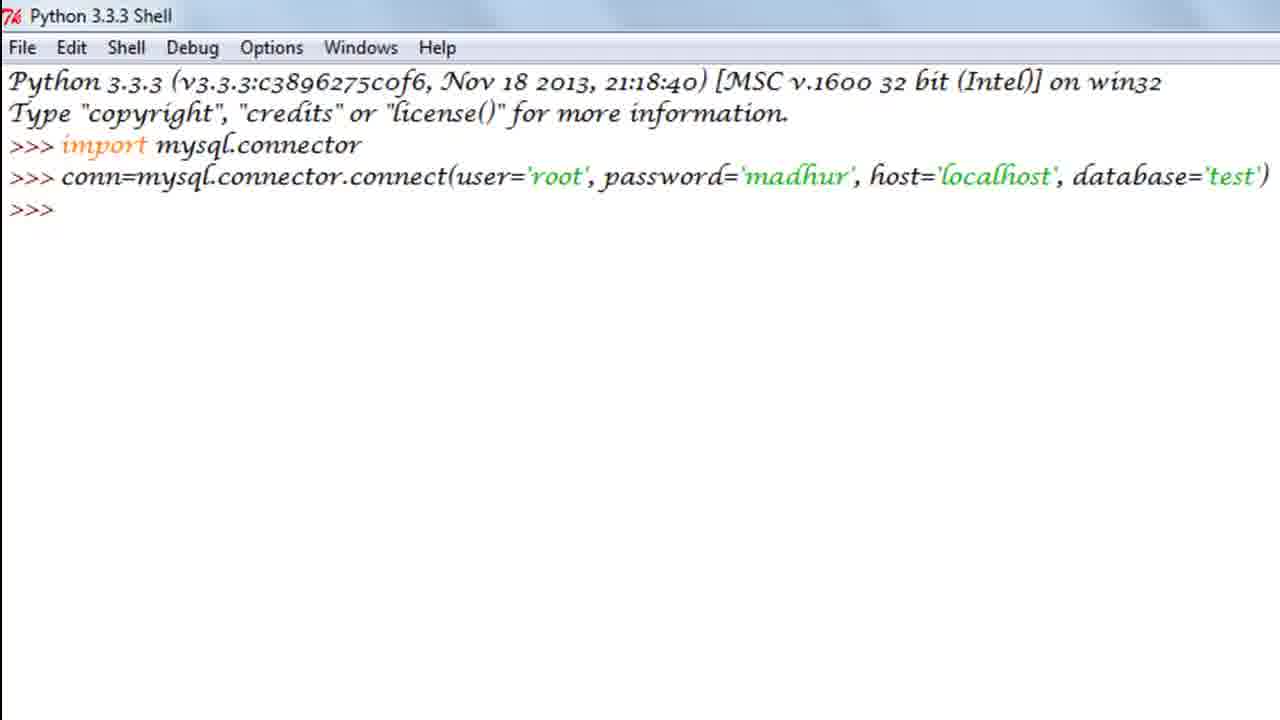 Python 3.3.3 Shell
File Edit Shell Debug Options Windows Help
Python 3.3.3 (v3.3.3:c3896275c0f6, Nov 18 2013, 21:18:40) [MSC v.1600 32 bit (Intel)] on win32
Type "copyright", "credits" or "license()" for more information.
>>> import mysql.connector
>>> conn=mysql.connector.connect(user='root', password='madhur', host='localhost', database='test')
>>>